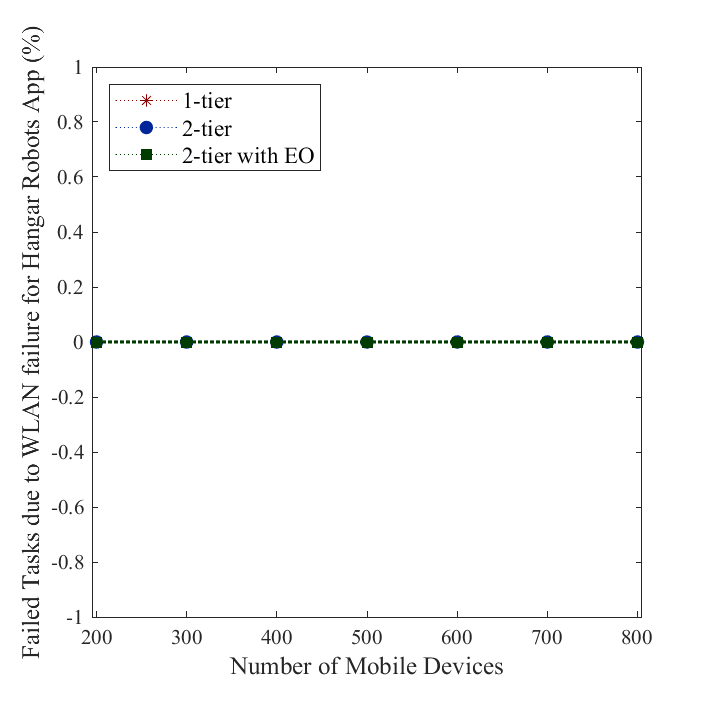 Failed Tasks due to WLAN failure for Hangar Robots App (%)
1
0.8
0.6
0.4
0.2
0
-0.2
-0.4
-0.6
-0.8
-1
1-tier
2-tier
2-tier with EO
200 300 400 500 600 700 800
Number of Mobile Devices